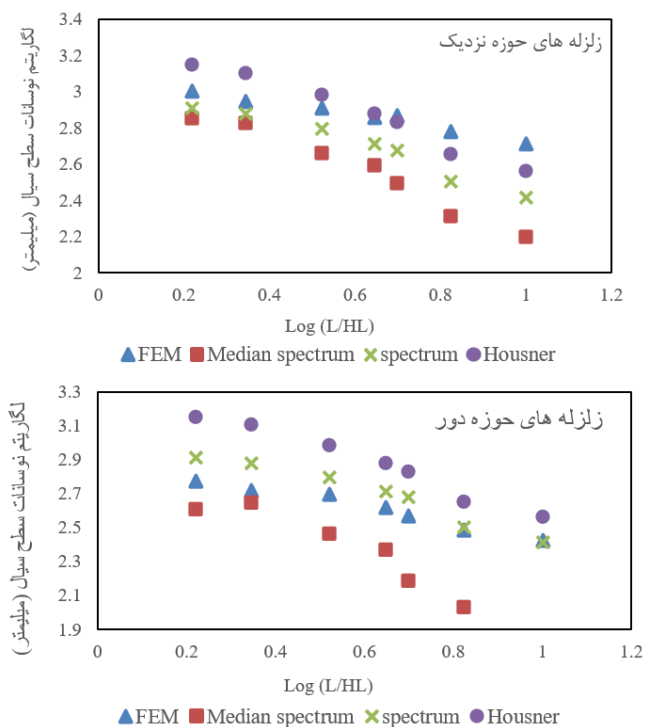 زلزله های حوزه نزدیک
لگاریتم نوسانات سطح سیال (میلیمتر)
3.4
3.2
3
2.8
2.6
2.4
2.2
2
0 0.2 0.4 0.6 0.8 1 1.2
Log (L/HL)
FEM Median spectrum spectrum Housner
زلزله های حوزه دور
لگاریتم نوسانات سطح سیال (میلیمتر)
3.3
3.1
2.9
2.7
2.5
2.3
2.1
1.9
0 0.2 0.4 0.6 0.8 1 1.2
Log (L/HL)
FEM Median spectrum spectrum Housner